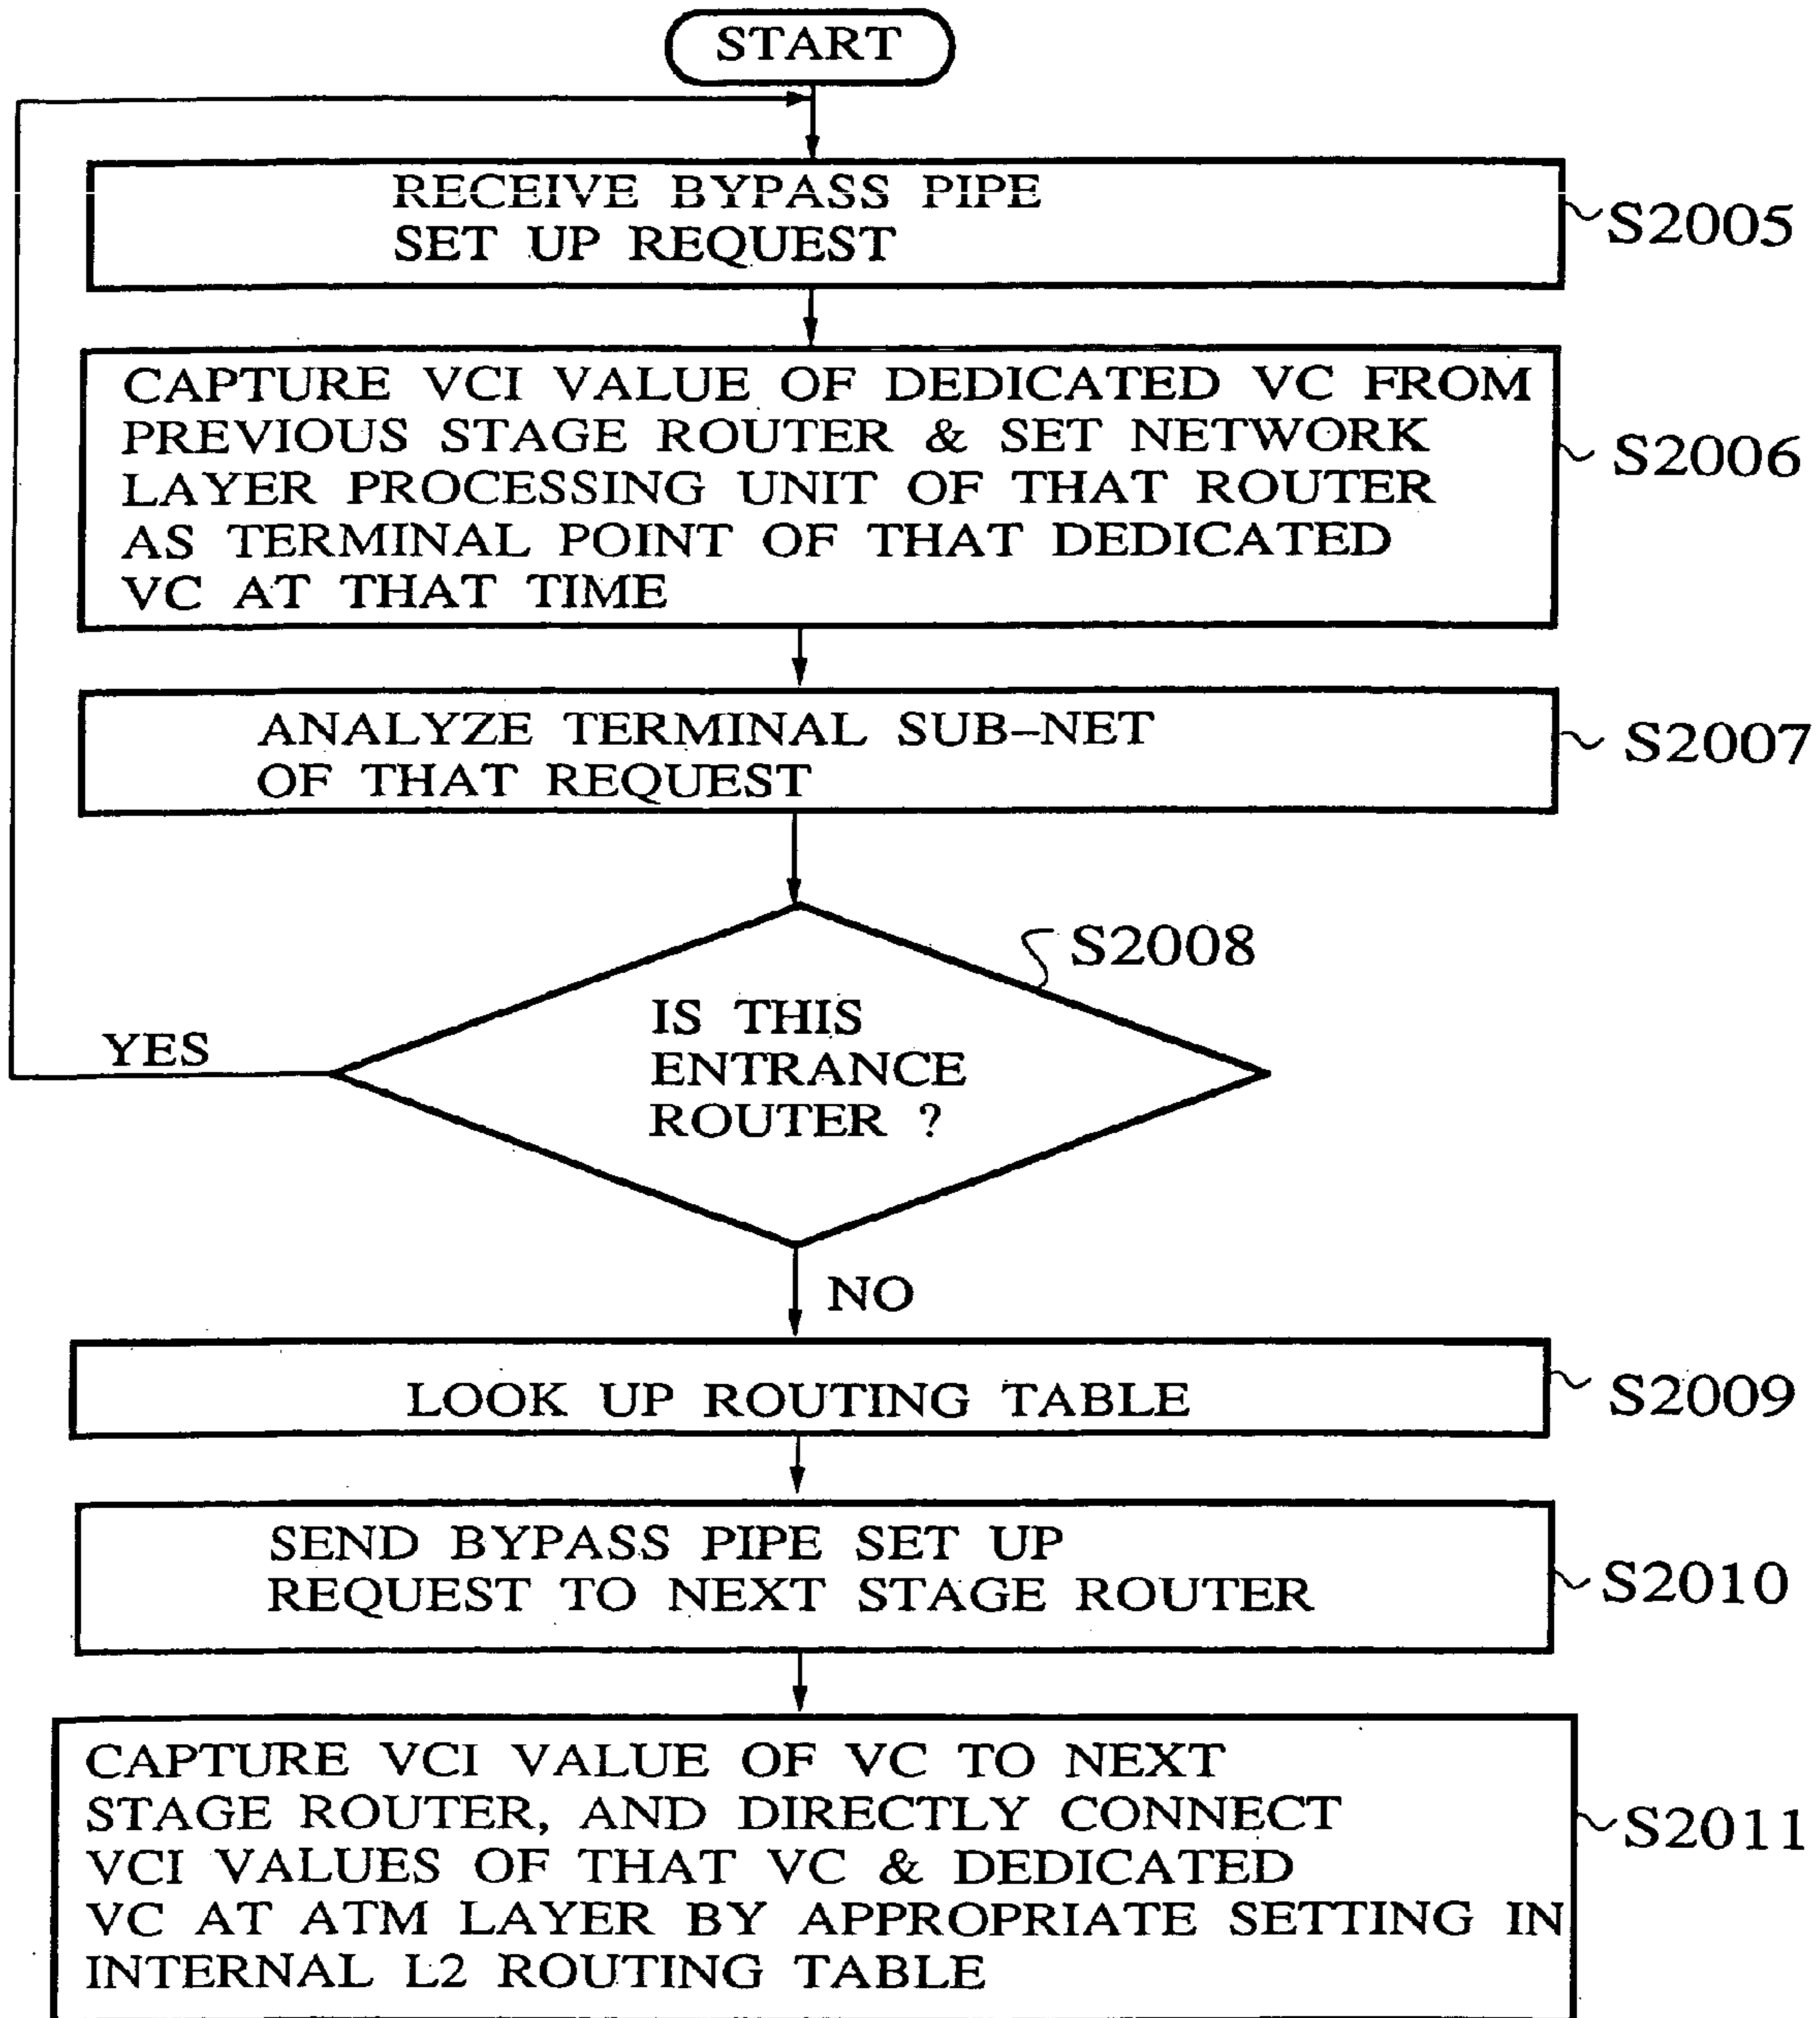 START
RECEIVE BYPASS PIPE
SET UP REQUEST
S2005
CAPTURE VCI VALUE OF DEDICATED VC FROM
PREVIOUS STAGE ROUTER & SET NETWORK
LAYER PROCESSING UNIT OF THAT ROUTER
AS TERMINAL POINT OF THAT DEDICATED
VC AT THAT TIME
S2006
ANALYZE TERMINAL SUB-NET
OF THAT REQUEST
S2007
S2008
IS THIS
ENTRANCE
ROUTER ?
YES
NO
LOOK UP ROUTING TABLE
S2009
SEND BYPASS PIPE SET UP
REQUEST TO NEXT STAGE ROUTER
S2010
CAPTURE VCI VALUE OF VC TO NEXT
STAGE ROUTER, AND DIRECTLY CONNECT
VCI VALUES OF THAT VC & DEDICATED
VC AT ATM LAYER BY APPROPRIATE SETTING IN
INTERNAL L2 ROUTING TABLE
S2011